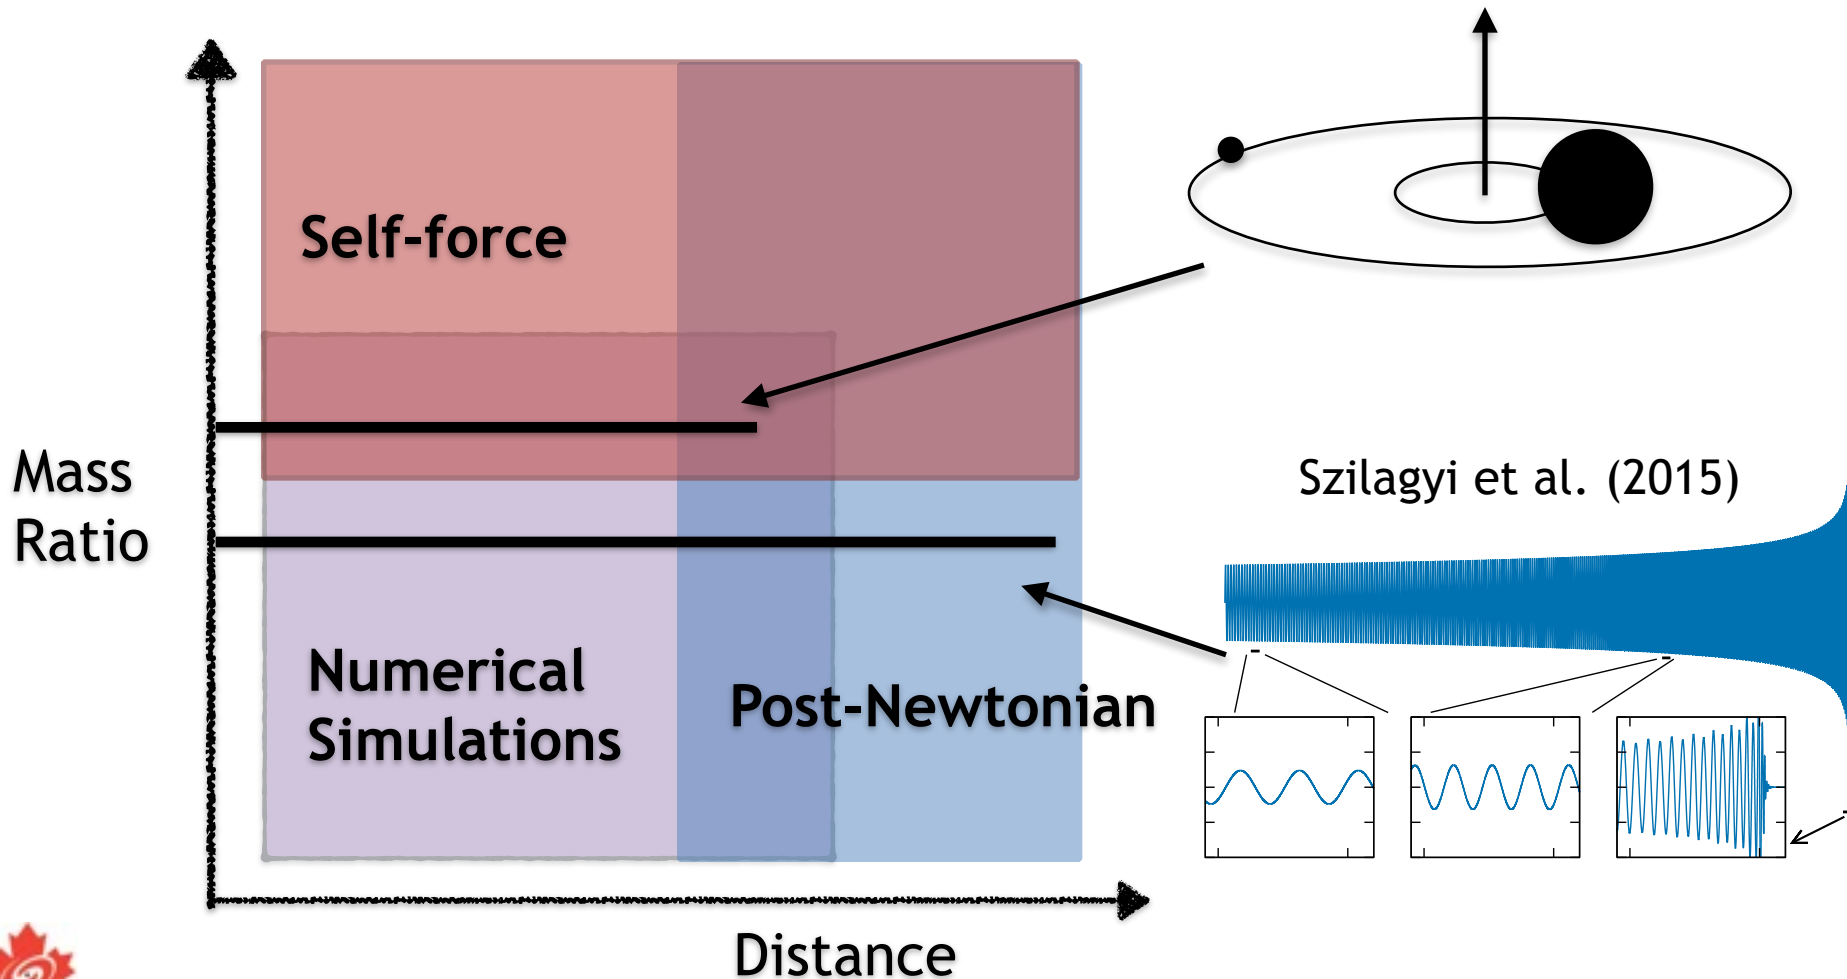 Self-force
Mass
Ratio
Szilagyi et al. (2015)
Numerical
Simulations
Post-Newtonian
Distance